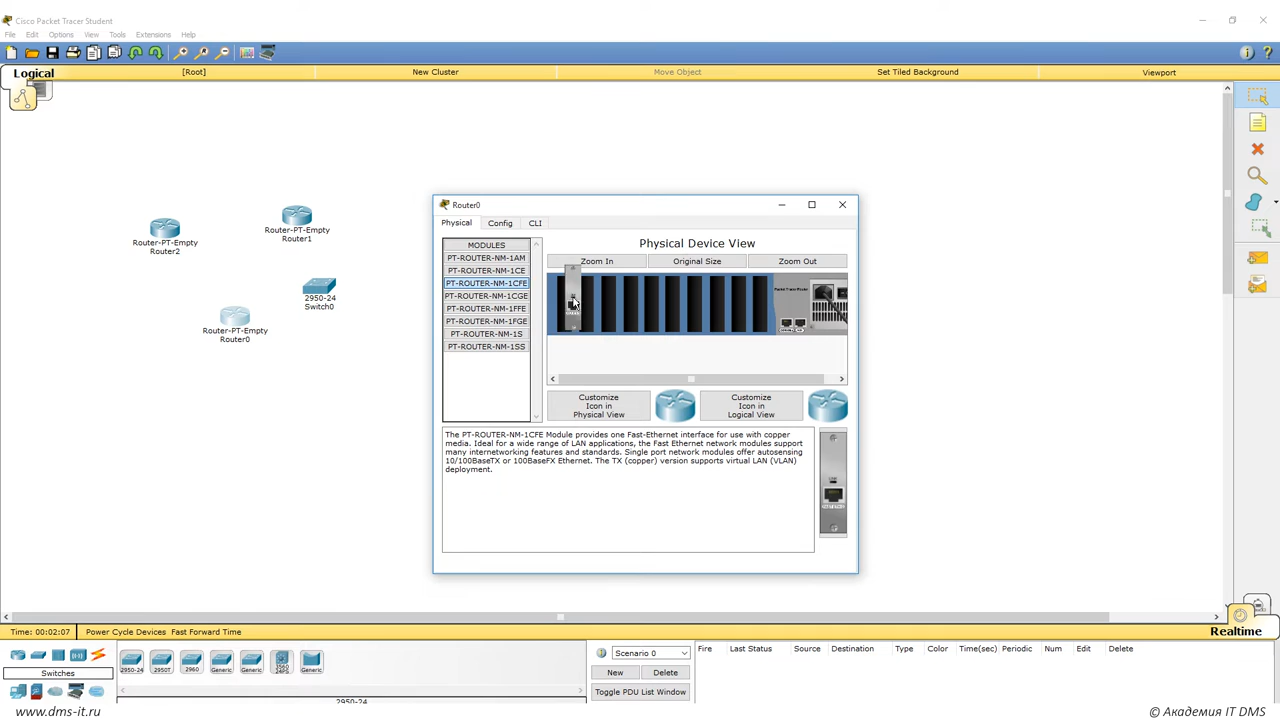 Cisco Packet Tracer Student
File Edit Options View Tools Extensions Help
Logical
[Root]
New Cluster
Move Object
Set Tiled Background
Viewport
Router-PT-Empty
Router2
Router-PT-Empty
Router1
2950-24
Switch0
Router-PT-Empty
Router0
Router0
Physical Config CLI
MODULES
PT-ROUTER-NM-1AM
PT-ROUTER-NM-1CE
PT-ROUTER-NM-1CFE
PT-ROUTER-NM-1CGE
PT-ROUTER-NM-1FFE
PT-ROUTER-NM-1FGE
PT-ROUTER-NM-1S
PT-ROUTER-NM-1SS
Physical Device View
Zoom In
Original Size
Zoom Out
Customize
Icon in
Physical View
Customize
Icon in
Logical View
The PT-ROUTER-NM-1CFE Module provides one Fast-Ethernet interface for use with copper
media. Ideal for a wide range of LAN applications, the Fast Ethernet network modules support
many internetworking features and standards. Single port network modules offer autosensing
10/100BaseTX or 100BaseFX Ethernet. The TX (copper) version supports virtual LAN (VLAN)
deployment.
Time: 00:02:07
Power Cycle Devices Fast Forward Time
Realtime
Switches
2950-24
2950T
2960
Generic
Generic
Generic
2950-24
Scenario 0
New
Delete
Toggle PDU List Window
Fire Last Status Source Destination Type Color Time(sec) Periodic Num Edit Delete
www.dms-it.ru
© Академия IT DMS